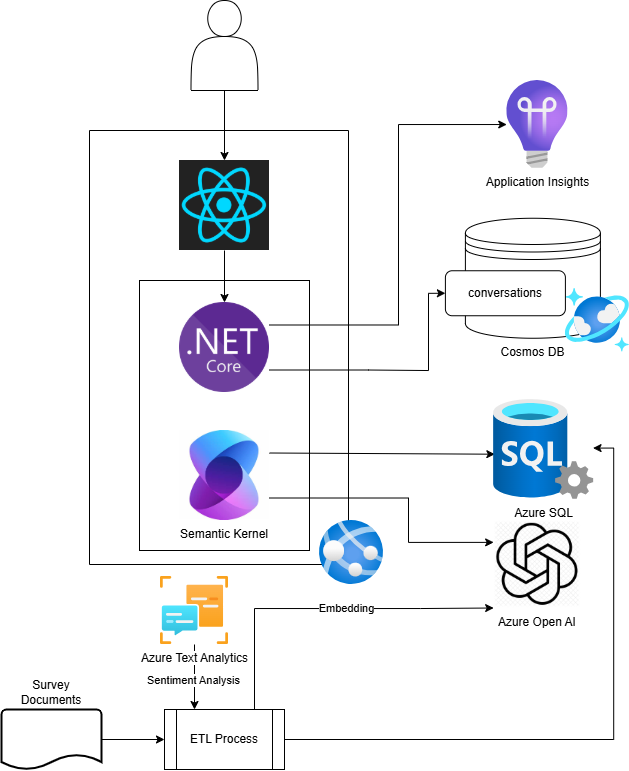 Application Insights
conversations
Cosmos DB
.NET
Core
SQL
Azure SQL
Semantic Kernel
Azure Open AI
Embedding
Azure Text Analytics
Sentiment Analysis
Survey
Documents
ETL Process